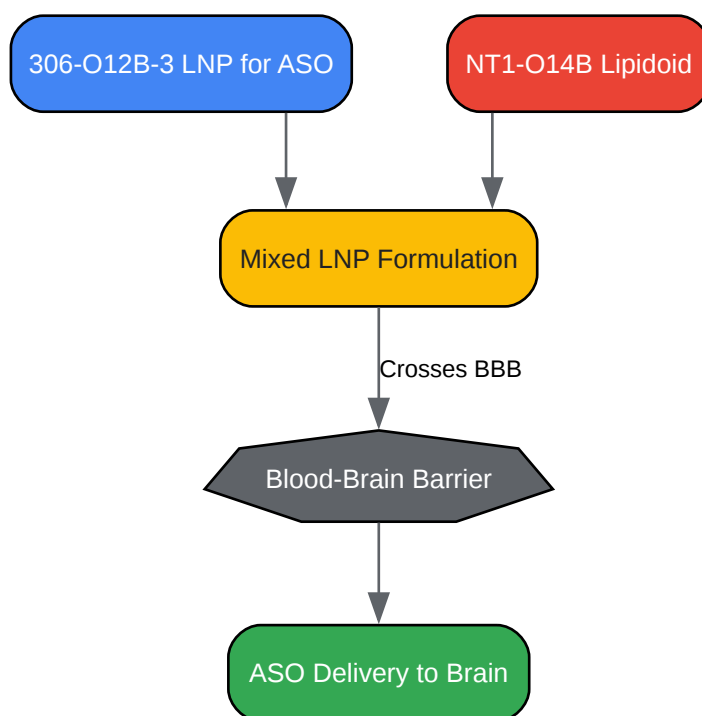 306-O12B-3 LNP for ASO
NT1-O14B Lipidoid
Mixed LNP Formulation
Crosses BBB
Blood-Brain Barrier
ASO Delivery to Brain